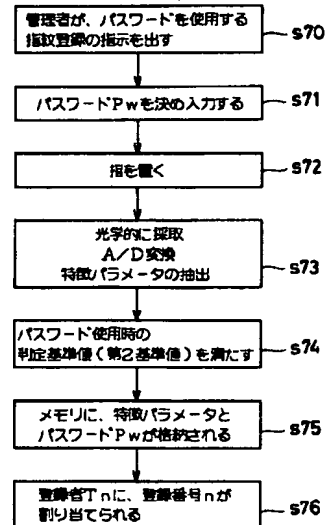 管理者が、パスワードを使用する
指紋登録の指示を出す
s70
パスワードPwを決め入力する
s71
指を置く
s72
光学的に採取
A/D変換
特徴パラメータの抽出
s73
パスワード使用時の
判定基準値(第2基準値)を満たす
s74
メモリに、特徴パラメータと
パスワードPwが格納される
s75
登録者Tnに、登録番号nが
割り当てられる
s76